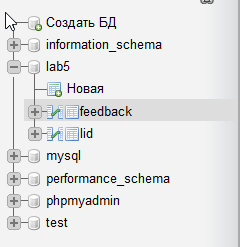 Создать БД
information_schema
lab5
Новая
feedback
lid
mysql
performance_schema
phpmyadmin
test